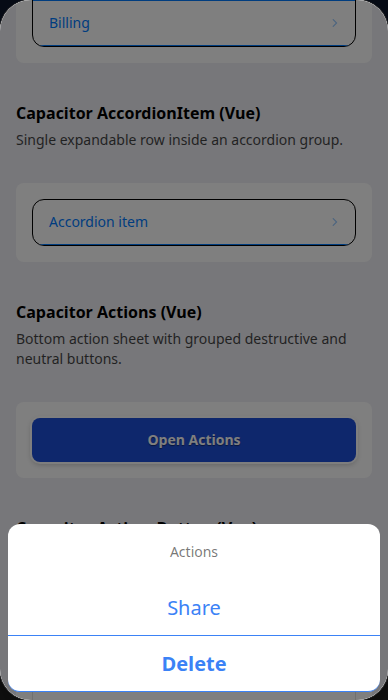 Billing
Capacitor AccordionItem (Vue)
Single expandable row inside an accordion group.
Accordion item
Capacitor Actions (Vue)
Bottom action sheet with grouped destructive and
neutral buttons.
Open Actions
Actions
Share
Delete